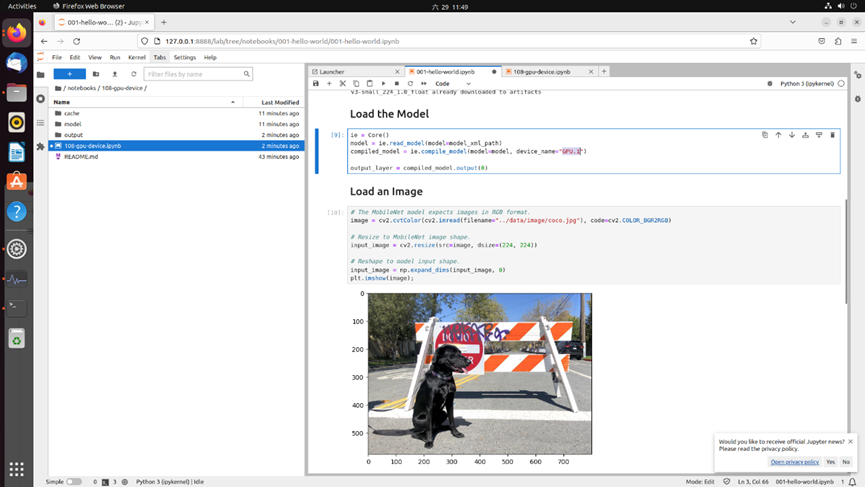 Activities
Firefox Web Browser
六 29 11:49
001-hello-wo... (2) - Jupyt
127.0.0.1:8888/lab/tree/notebooks/001-hello-world/001-hello-world.ipynb
File Edit View Run Kernel Tabs Settings Help
Filter files by name
/ notebooks / 108-gpu-device /
Name Last Modified
cache 11 minutes ago
model 11 minutes ago
output 2 minutes ago
108-gpu-device.ipynb 2 minutes ago
README.md 43 minutes ago
Launcher
001-hello-world.ipynb
108-gpu-device.ipynb
Code
Python 3 (ipykernel)
v3-small_224_1.0_float already downloaded to artifacts
Load the Model
[9]:
ie = Core()
model = ie.read_model(model=model_xml_path)
compiled_model = ie.compile_model(model=model, device_name="GPU.1")
output_layer = compiled_model.output(0)
Load an Image
[10]:
# The MobileNet model expects images in RGB format.
image = cv2.cvtColor(cv2.imread(filename="../data/image/coco.jpg"), code=cv2.COLOR_BGR2RGB)
# Resize to MobileNet image shape.
input_image = cv2.resize(src=image, dsize=(224, 224))
# Reshape to model input shape.
input_image = np.expand_dims(input_image, 0)
plt.imshow(image);
0
100
200
300
400
500
0 100 200 300 400 500 600 700
Would you like to receive official Jupyter news?
Please read the privacy policy.
Open privacy policy Yes No
Simple 0 3 Python 3 (ipykernel) | Idle
Mode: Edit Ln 3, Col 66 001-hello-world.ipynb 1